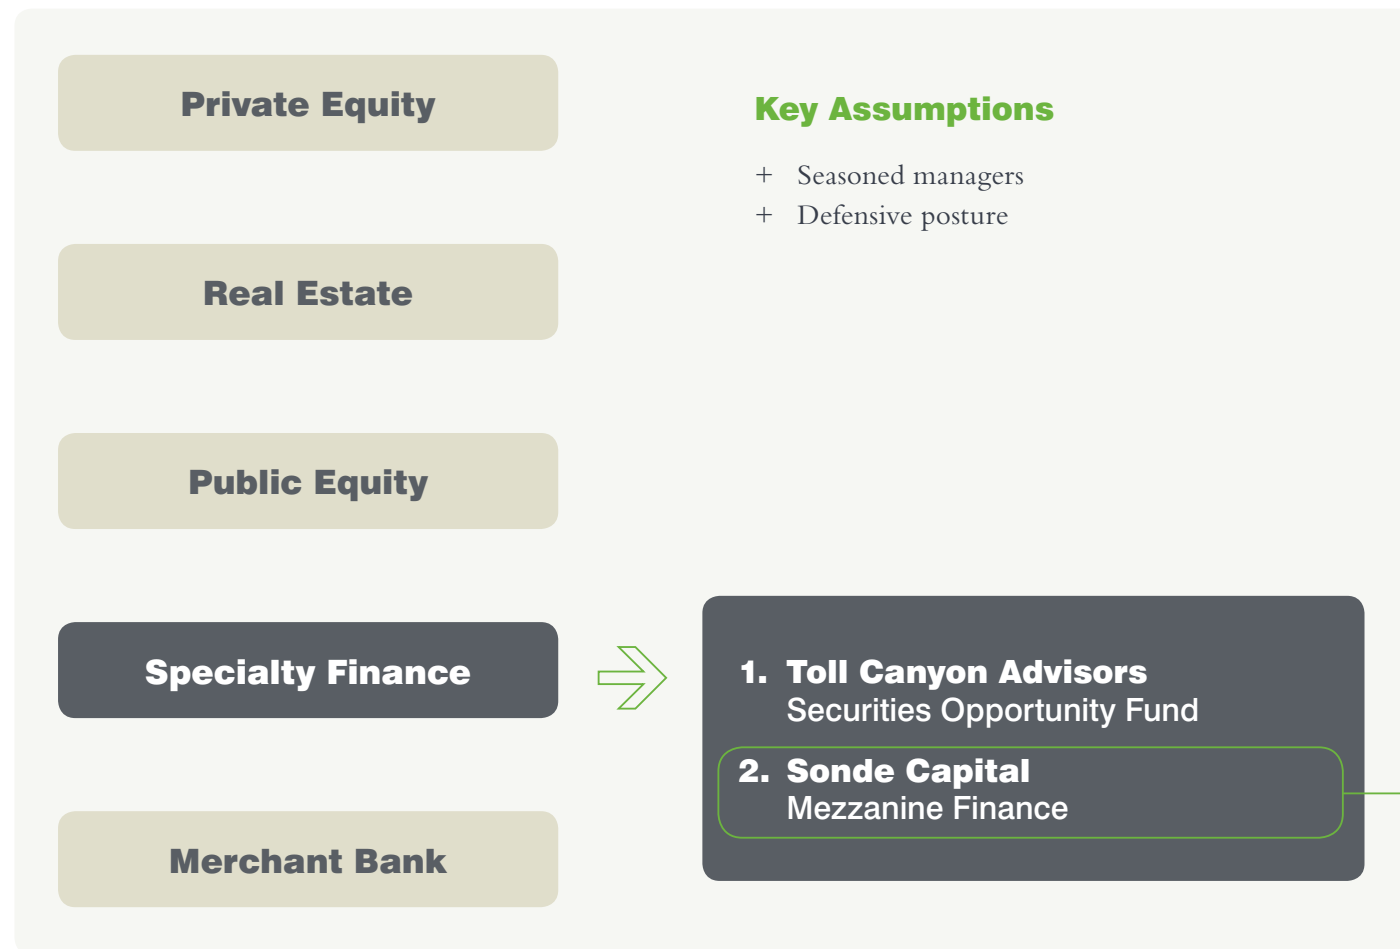 Private Equity
Real Estate
Public Equity
Specialty Finance
Merchant Bank
Key Assumptions
+ Seasoned managers
+ Defensive posture
1. Toll Canyon Advisors
Securities Opportunity Fund
2. Sonde Capital
Mezzanine Finance